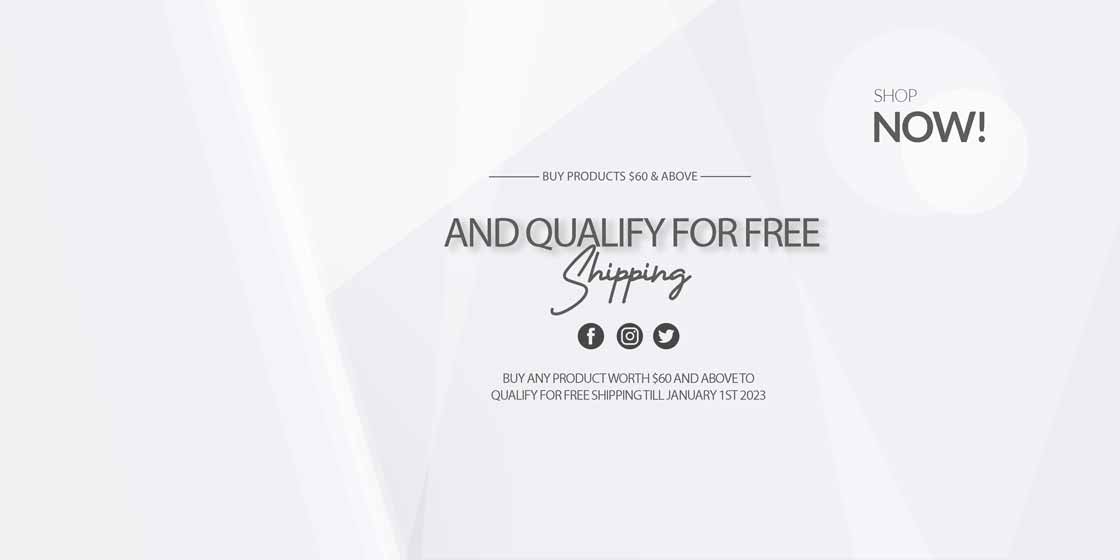 SHOP
NOW!
BUY PRODUCTS $60 & ABOVE
AND QUALIFY FOR FREE
Shipping
BUY ANY PRODUCT WORTH $60 AND ABOVE TO
QUALIFY FOR FREE SHIPPING TILL JANUARY 1ST 2023